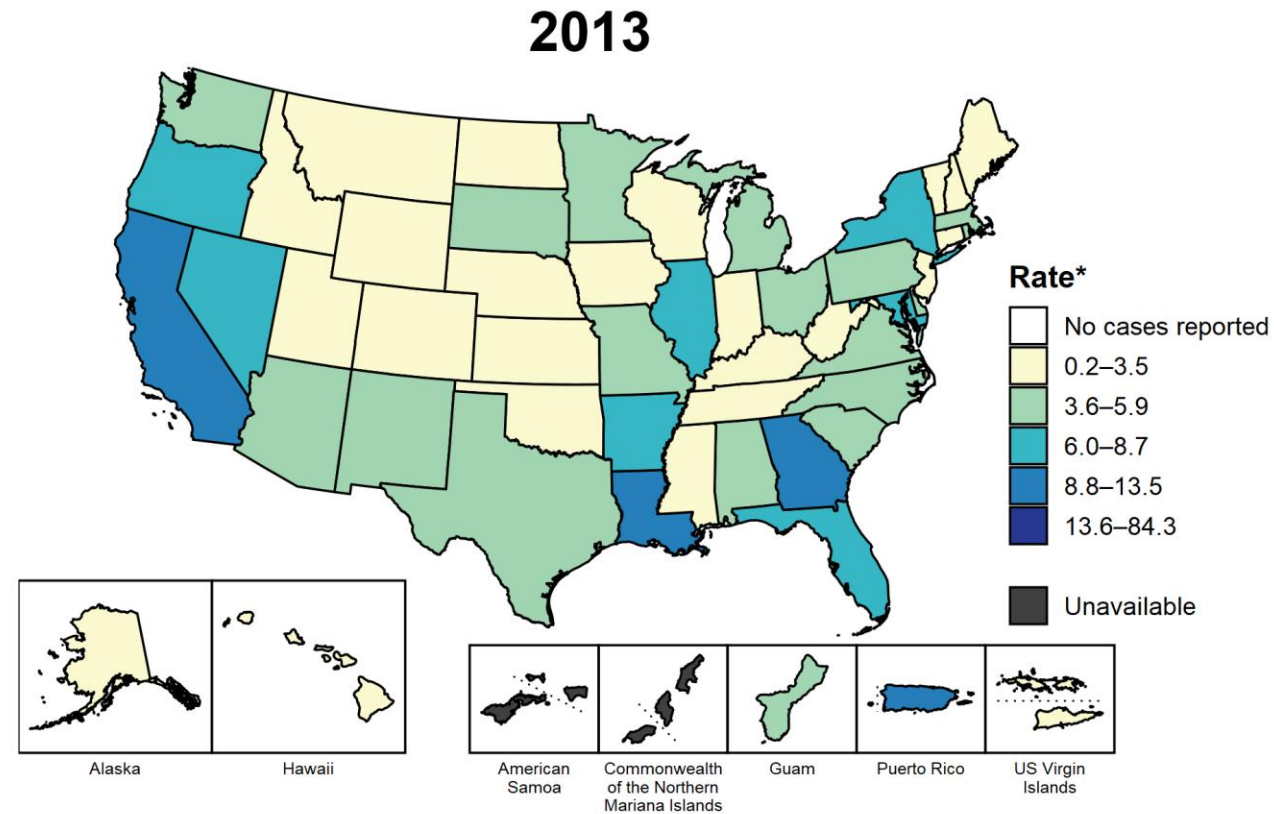 2013
Rate*
No cases reported
0.2–3.5
3.6–5.9
6.0–8.7
8.8–13.5
13.6–84.3
Unavailable
Alaska
Hawaii
American
Samoa
Commonwealth
of the Northern
Mariana Islands
Guam
Puerto Rico
US Virgin
Islands